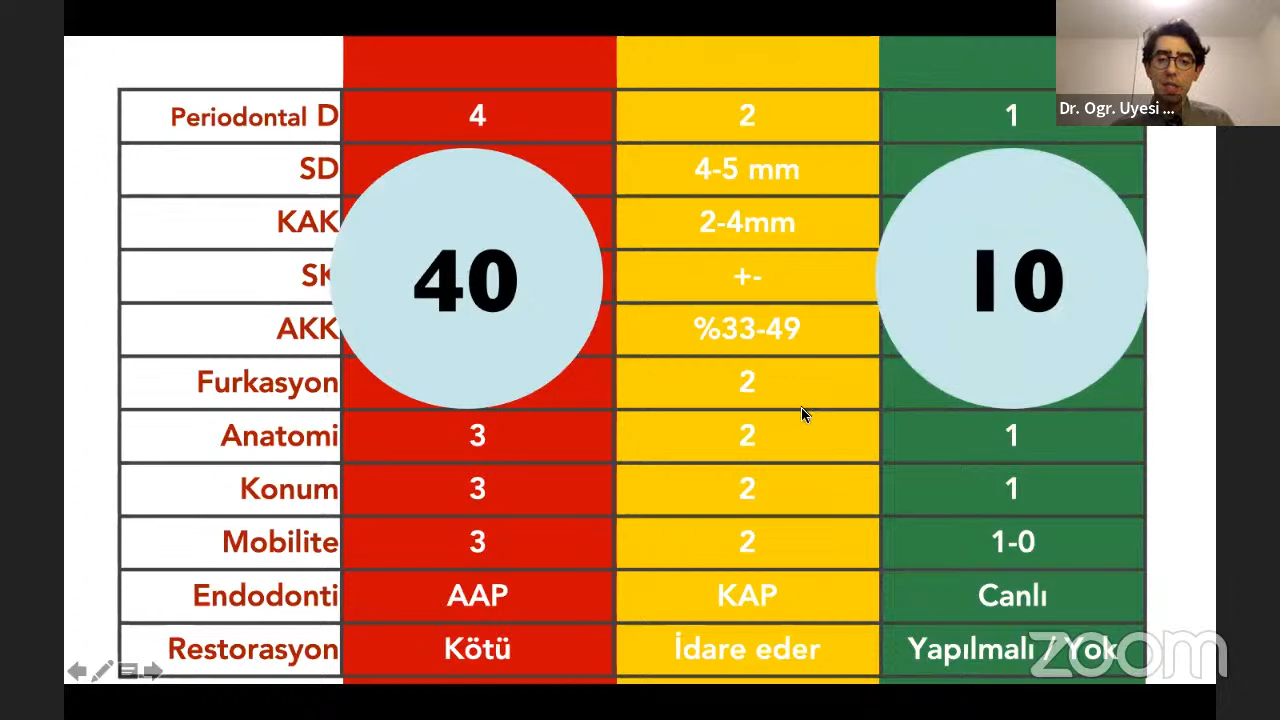 Dr. Ogr. Uyesi ...
Periodontal D 4 2 1
SD 4-5 mm
KAK 2-4mm
SK +-
AKK %33-49
Furkasyon 2
40 10
Anatomi 3 2 1
Konum 3 2 1
Mobilite 3 2 1-0
Endodonti AAP KAP Canlı
Restorasyon Kötü İdare eder Yapılmalı / Yok
zoom